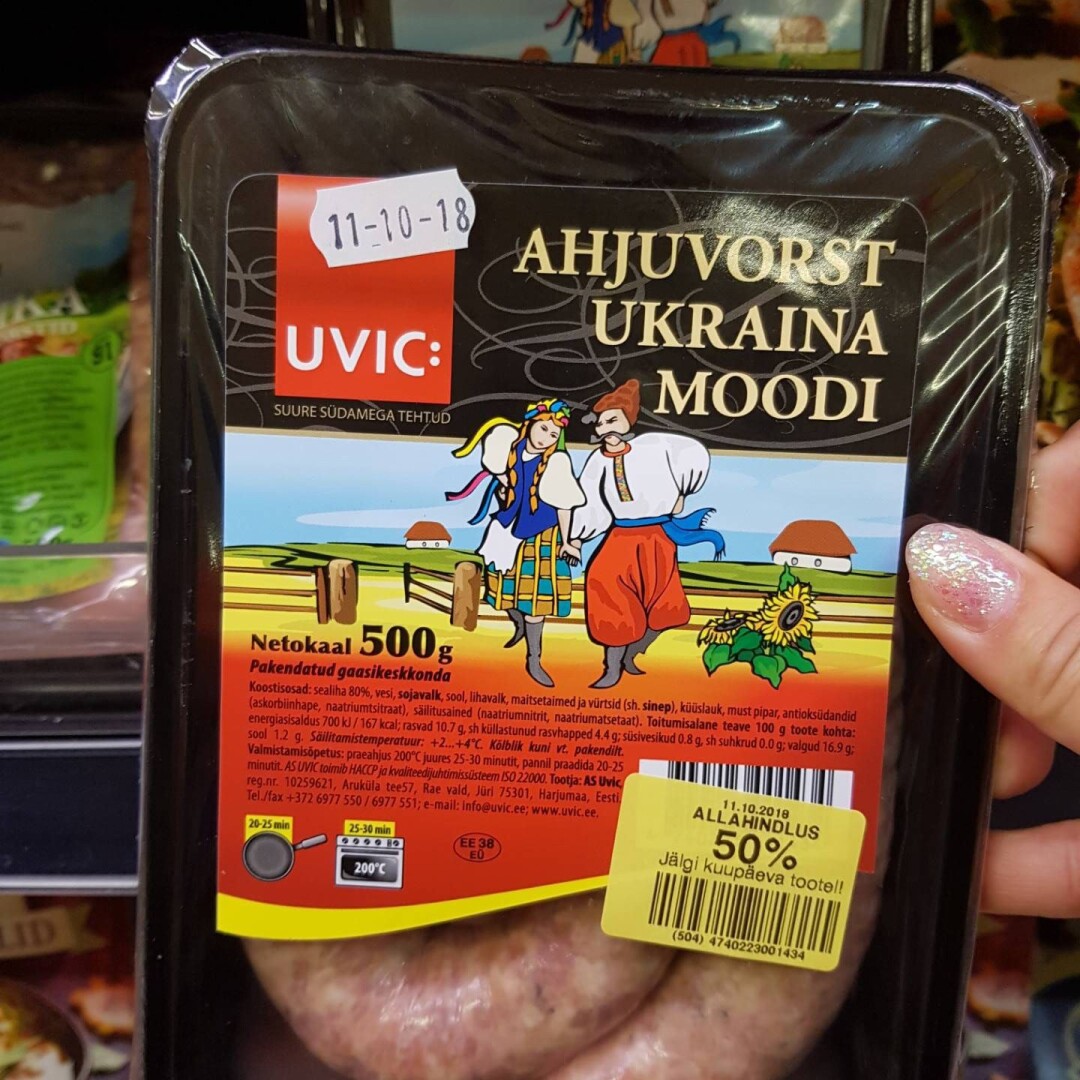 11-10-18
AHJUVORST
UKRAINA
MOODI
UVIC:
SUURE SÜDAMEGA TEHTUD
Netokaal 500g
Pakendatud gaasikeskkonda
Koostisosad: sealiha 80%, vesi, sojavalk, sool, lihavalk, maitsetaimed ja vürtsid (sh. sinep), küüslauk, must pipar, antioksüdandid
(askorbiinhape, naatriumtsitraat), säilitusained (naatriumnitrit, naatriumatsetaat). Toitumisalane teave 100 g toote kohta:
energiasisaldus 700 kJ / 167 kcal; rasvad 10.7 g, sh küllastunud rasvhapped 4.4 g; süsivesikud 0.8 g, sh suhkrud 0.0 g; valgud 16.9 g;
sool 1.2 g. Säilitamistemperatuur: +2...+4°C. Kõlblik kuni vt. pakendilt.
Valmistamisõpetus: praeahjus 200°C juures 25-30 minutit, pannil praadida 20-25
minutit. AS UVIC toimib HACCP ja kvaliteedijuhtimissüsteem ISO 22000. Tootja: AS Uvic,
reg.nr. 10259621, Aruküla tee57, Rae vald, Jüri 75301, Harjumaa, Eesti.
Tel./fax +372 6977 550 / 6977 551; e-mail: info@uvic.ee; www.uvic.ee.
20-25 min
25-30 min
200°C
EE 38
EÜ
11.10.2018
ALLAHINDLUS
50%
Jälgi kuupäeva tootel!
(504) 4740223001434